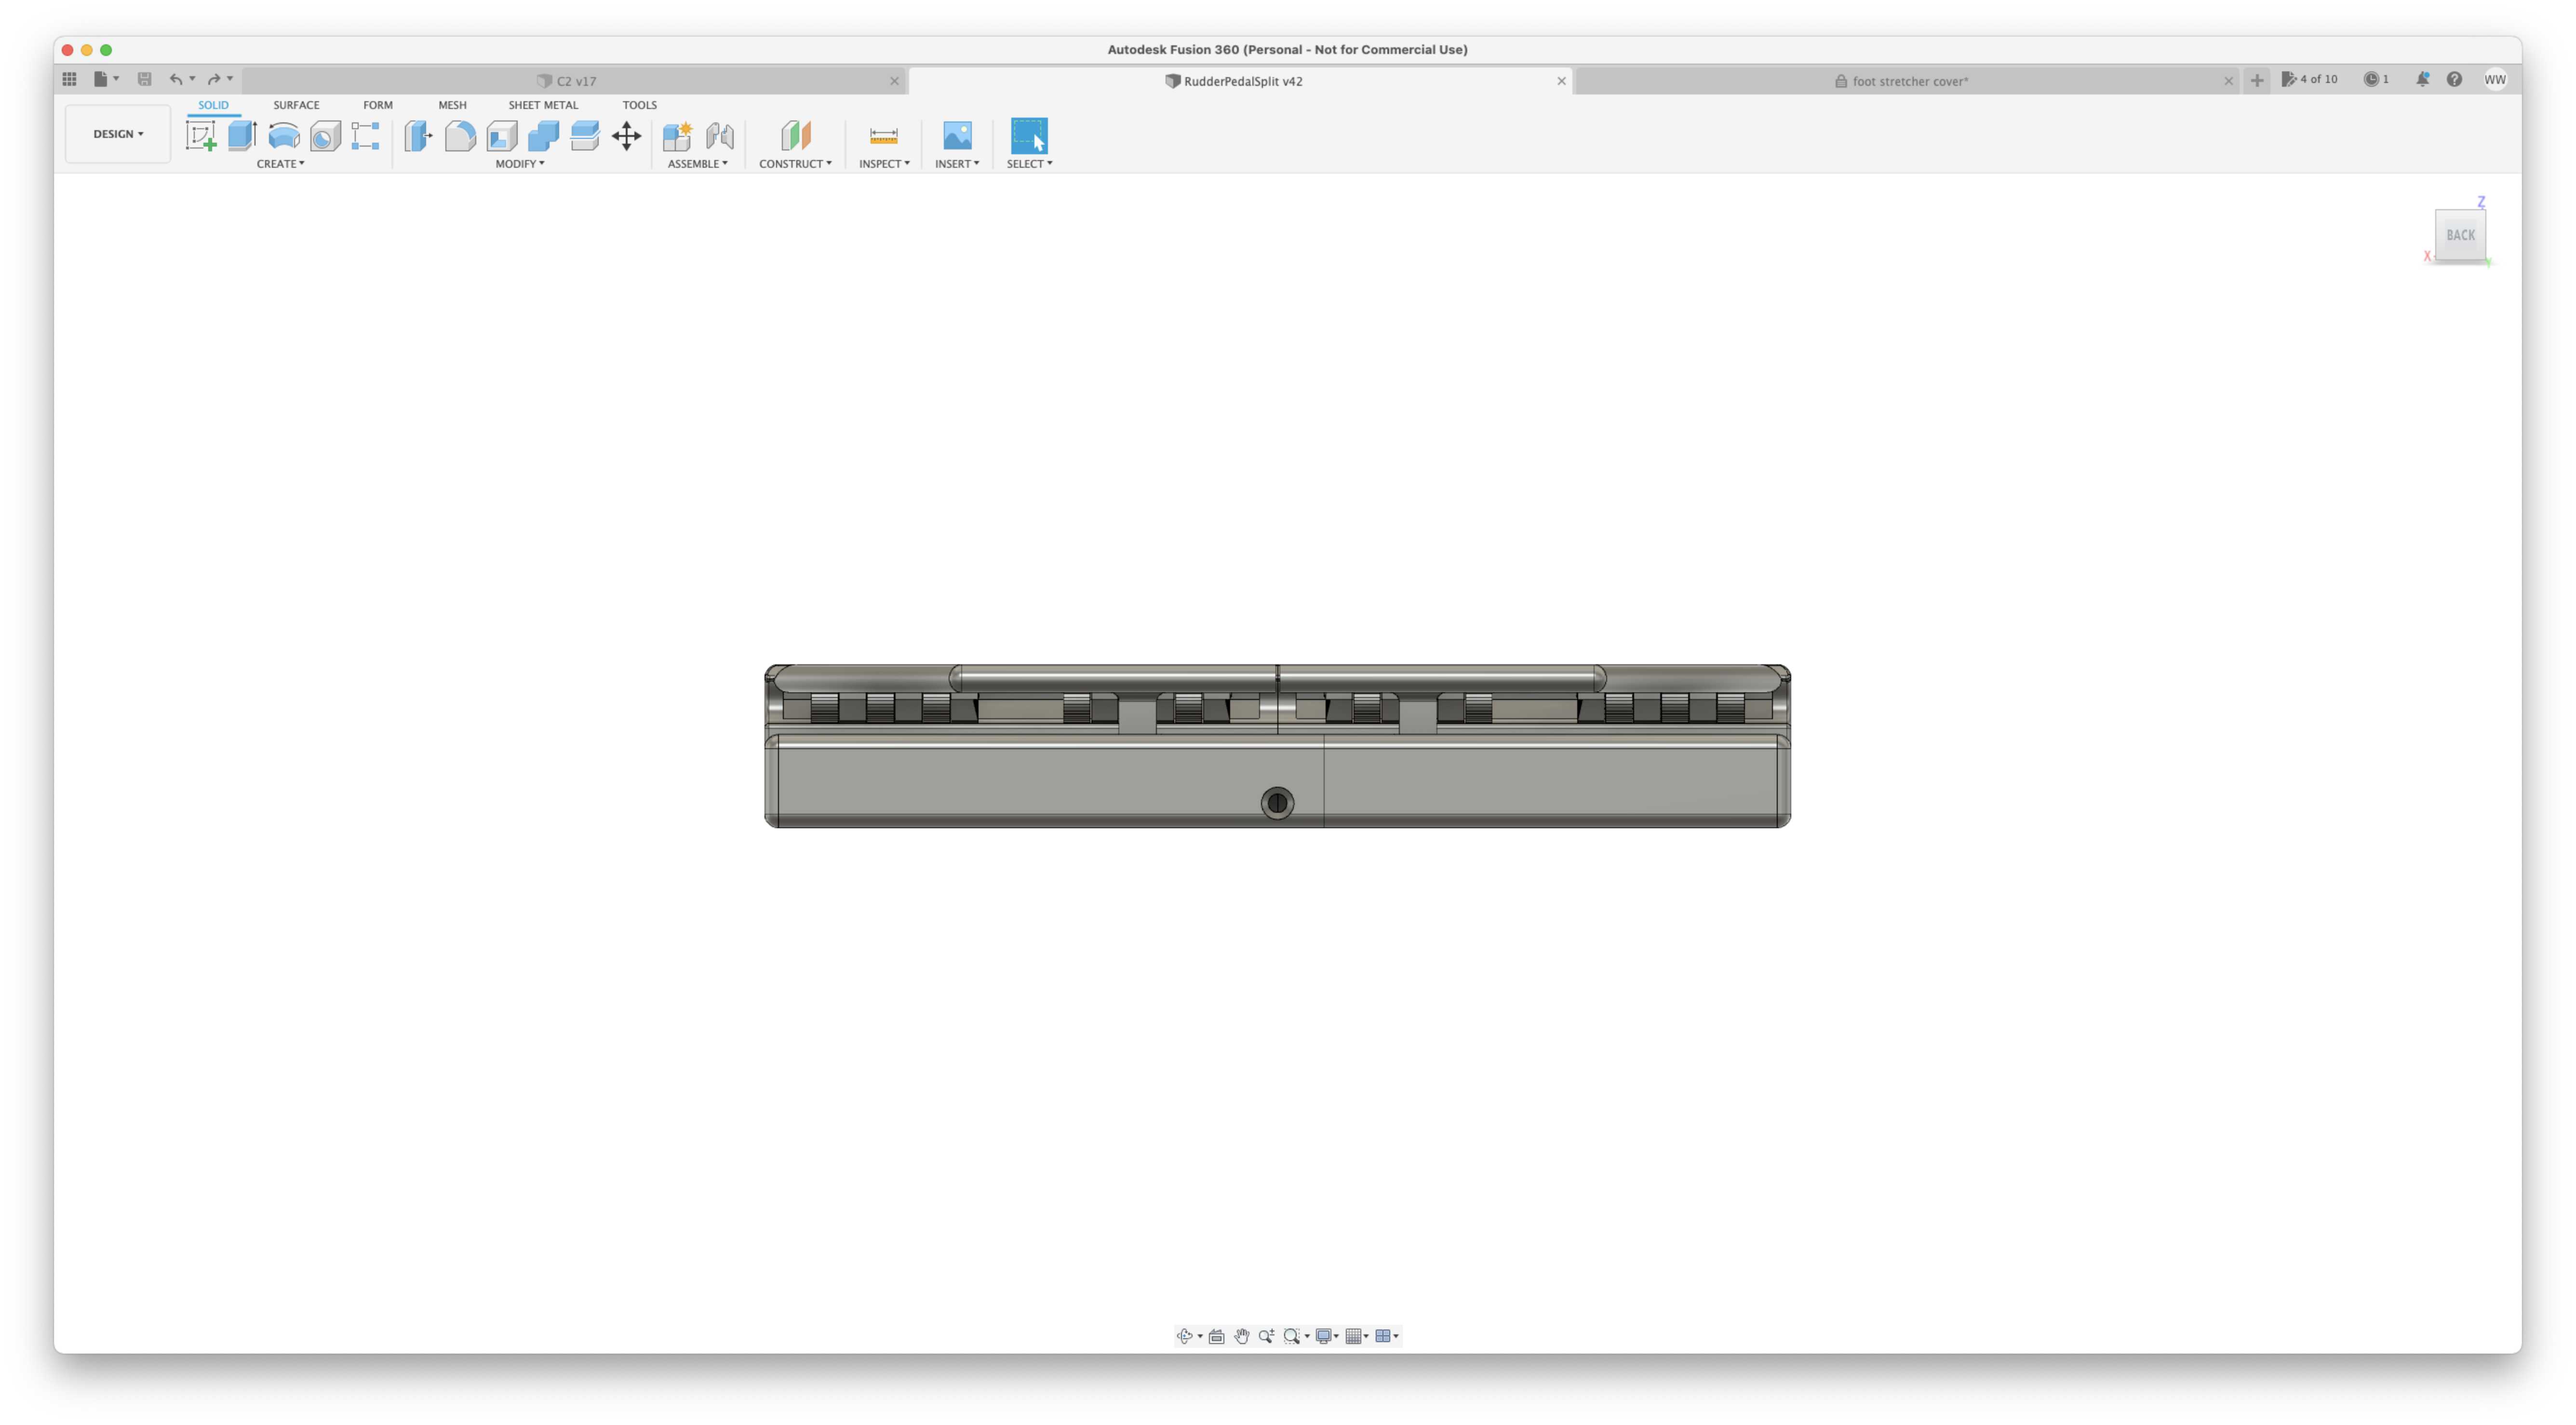 Autodesk Fusion 360 (Personal - Not for Commercial Use)
C2 v17
RudderPedalSplit v42
foot stretcher cover*
4 of 10
1
WW
SOLID SURFACE FORM MESH SHEET METAL TOOLS
DESIGN
CREATE MODIFY ASSEMBLE CONSTRUCT INSPECT INSERT SELECT
Z
BACK
X
Y